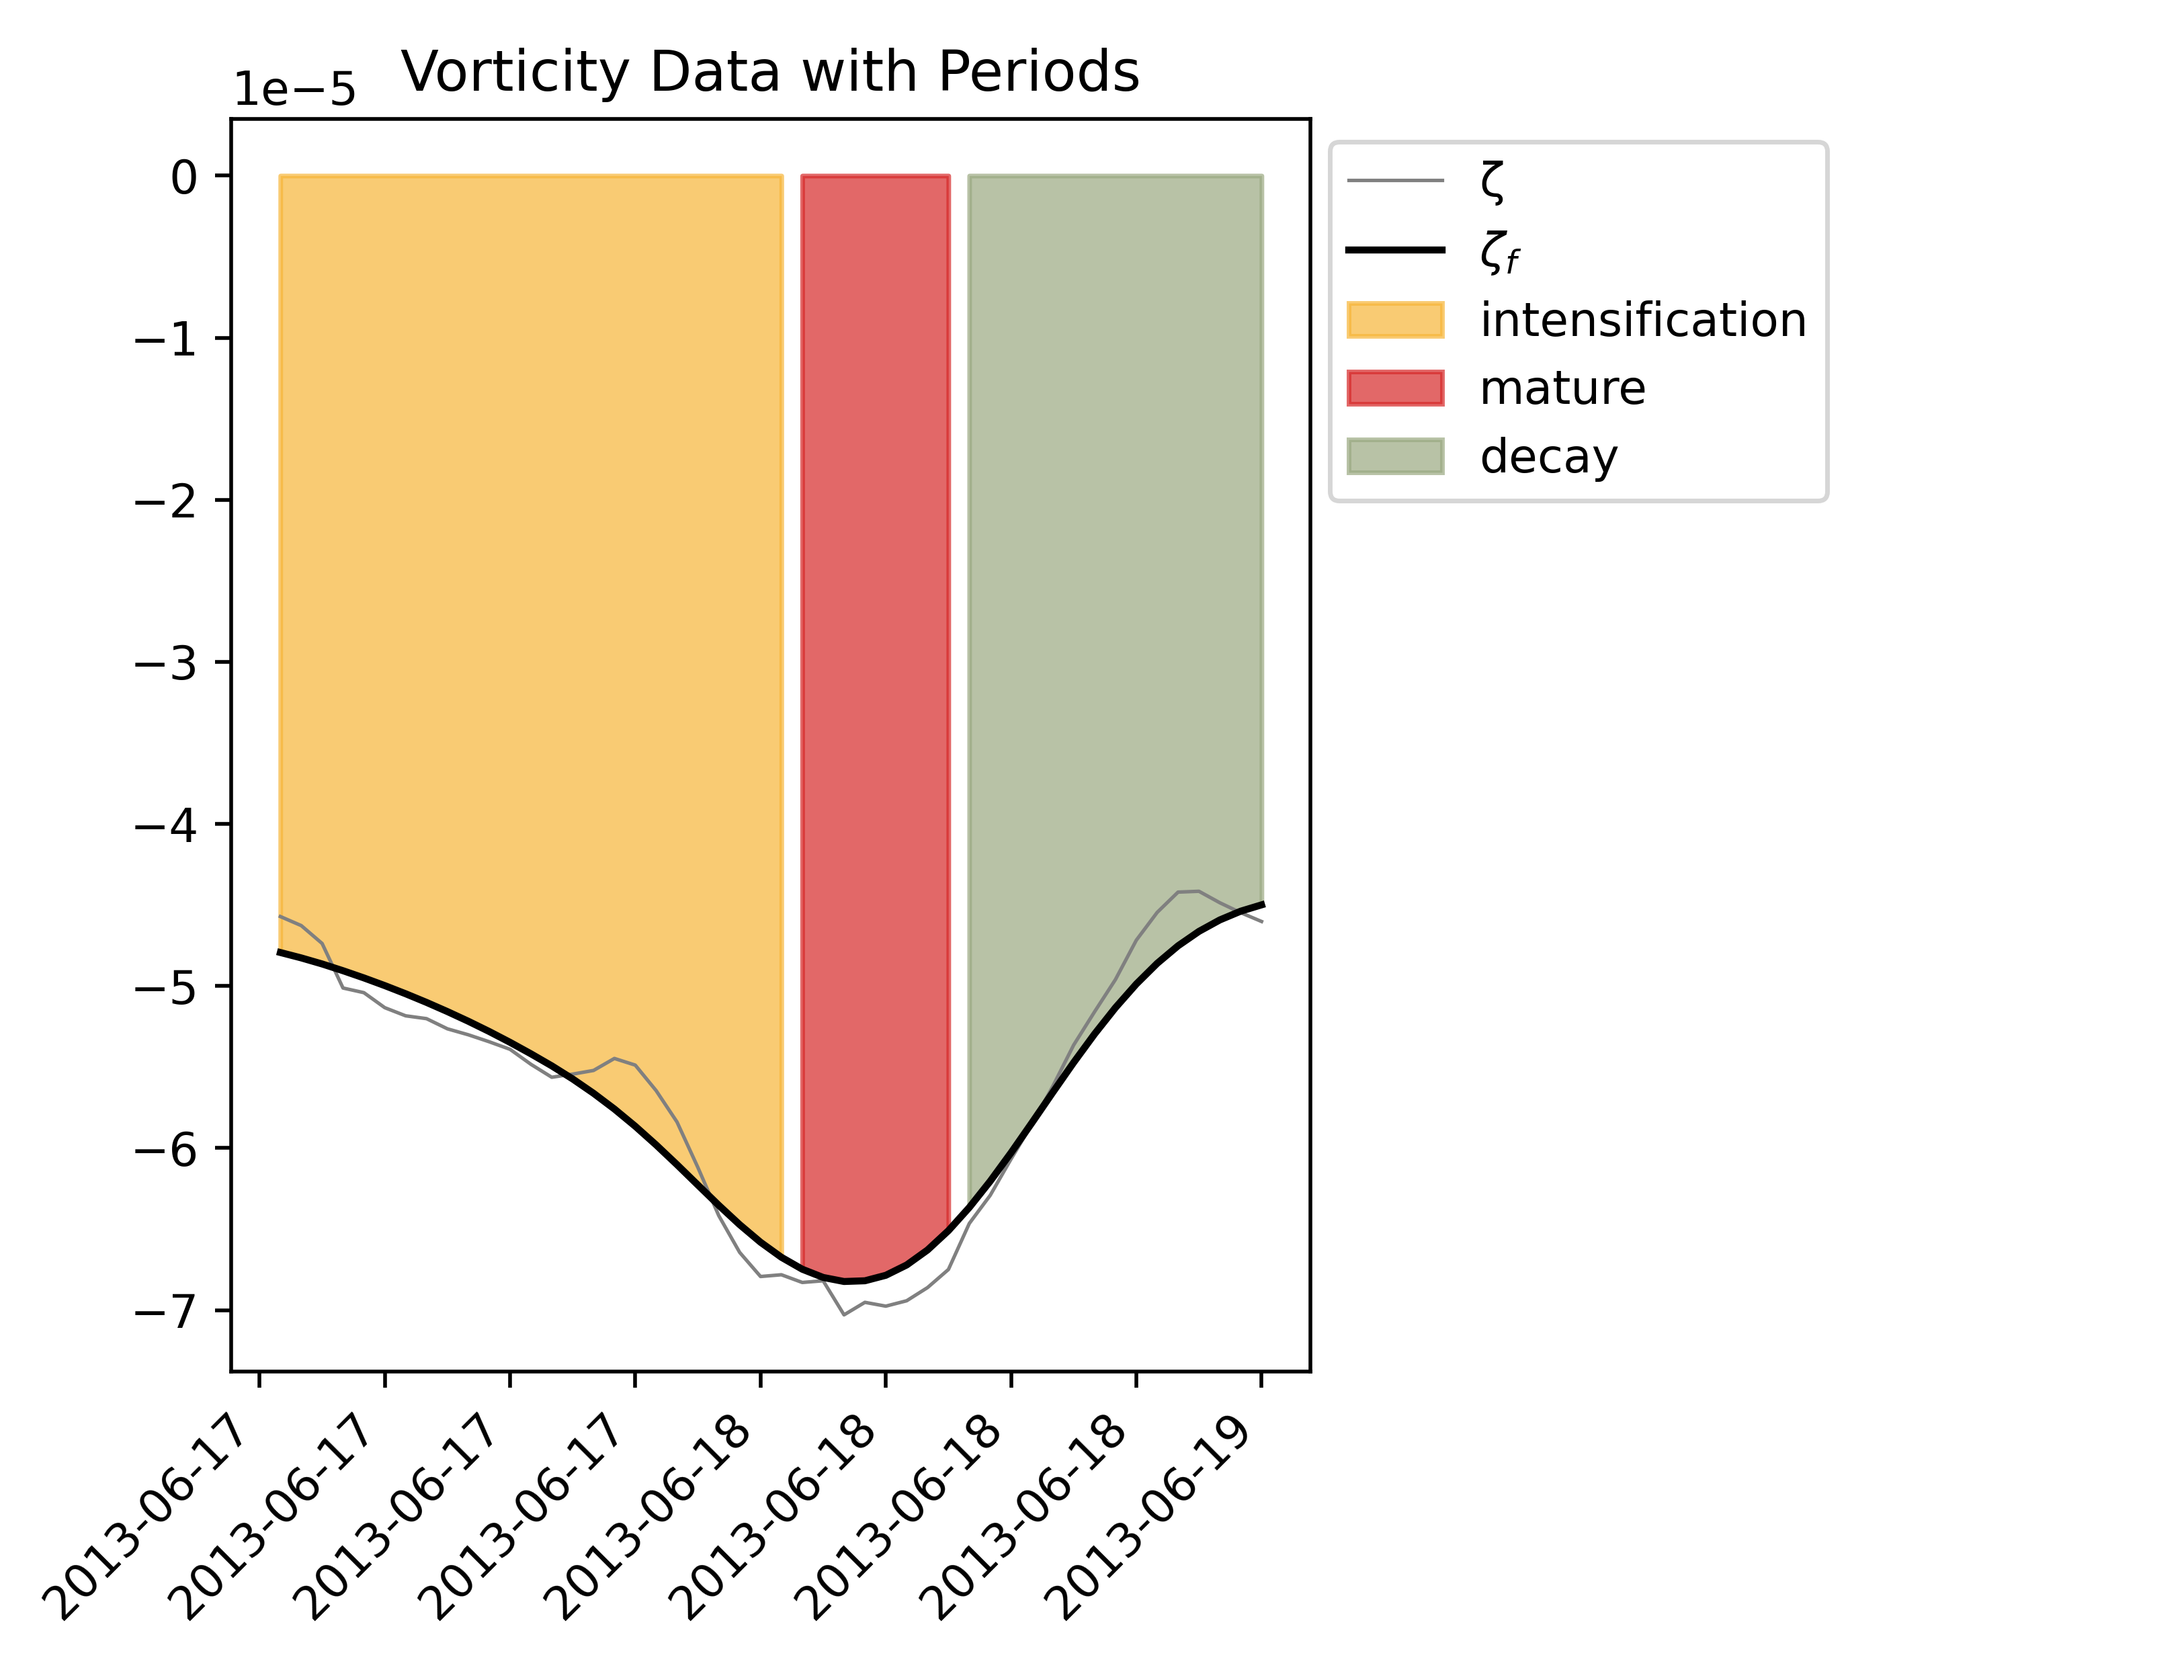 Vorticity Data with Periods
1e−5
0
−1
−2
−3
−4
−5
−6
−7
2013-06-17
2013-06-17
2013-06-17
2013-06-17
2013-06-18
2013-06-18
2013-06-18
2013-06-18
2013-06-19
ζ
ζf
intensification
mature
decay